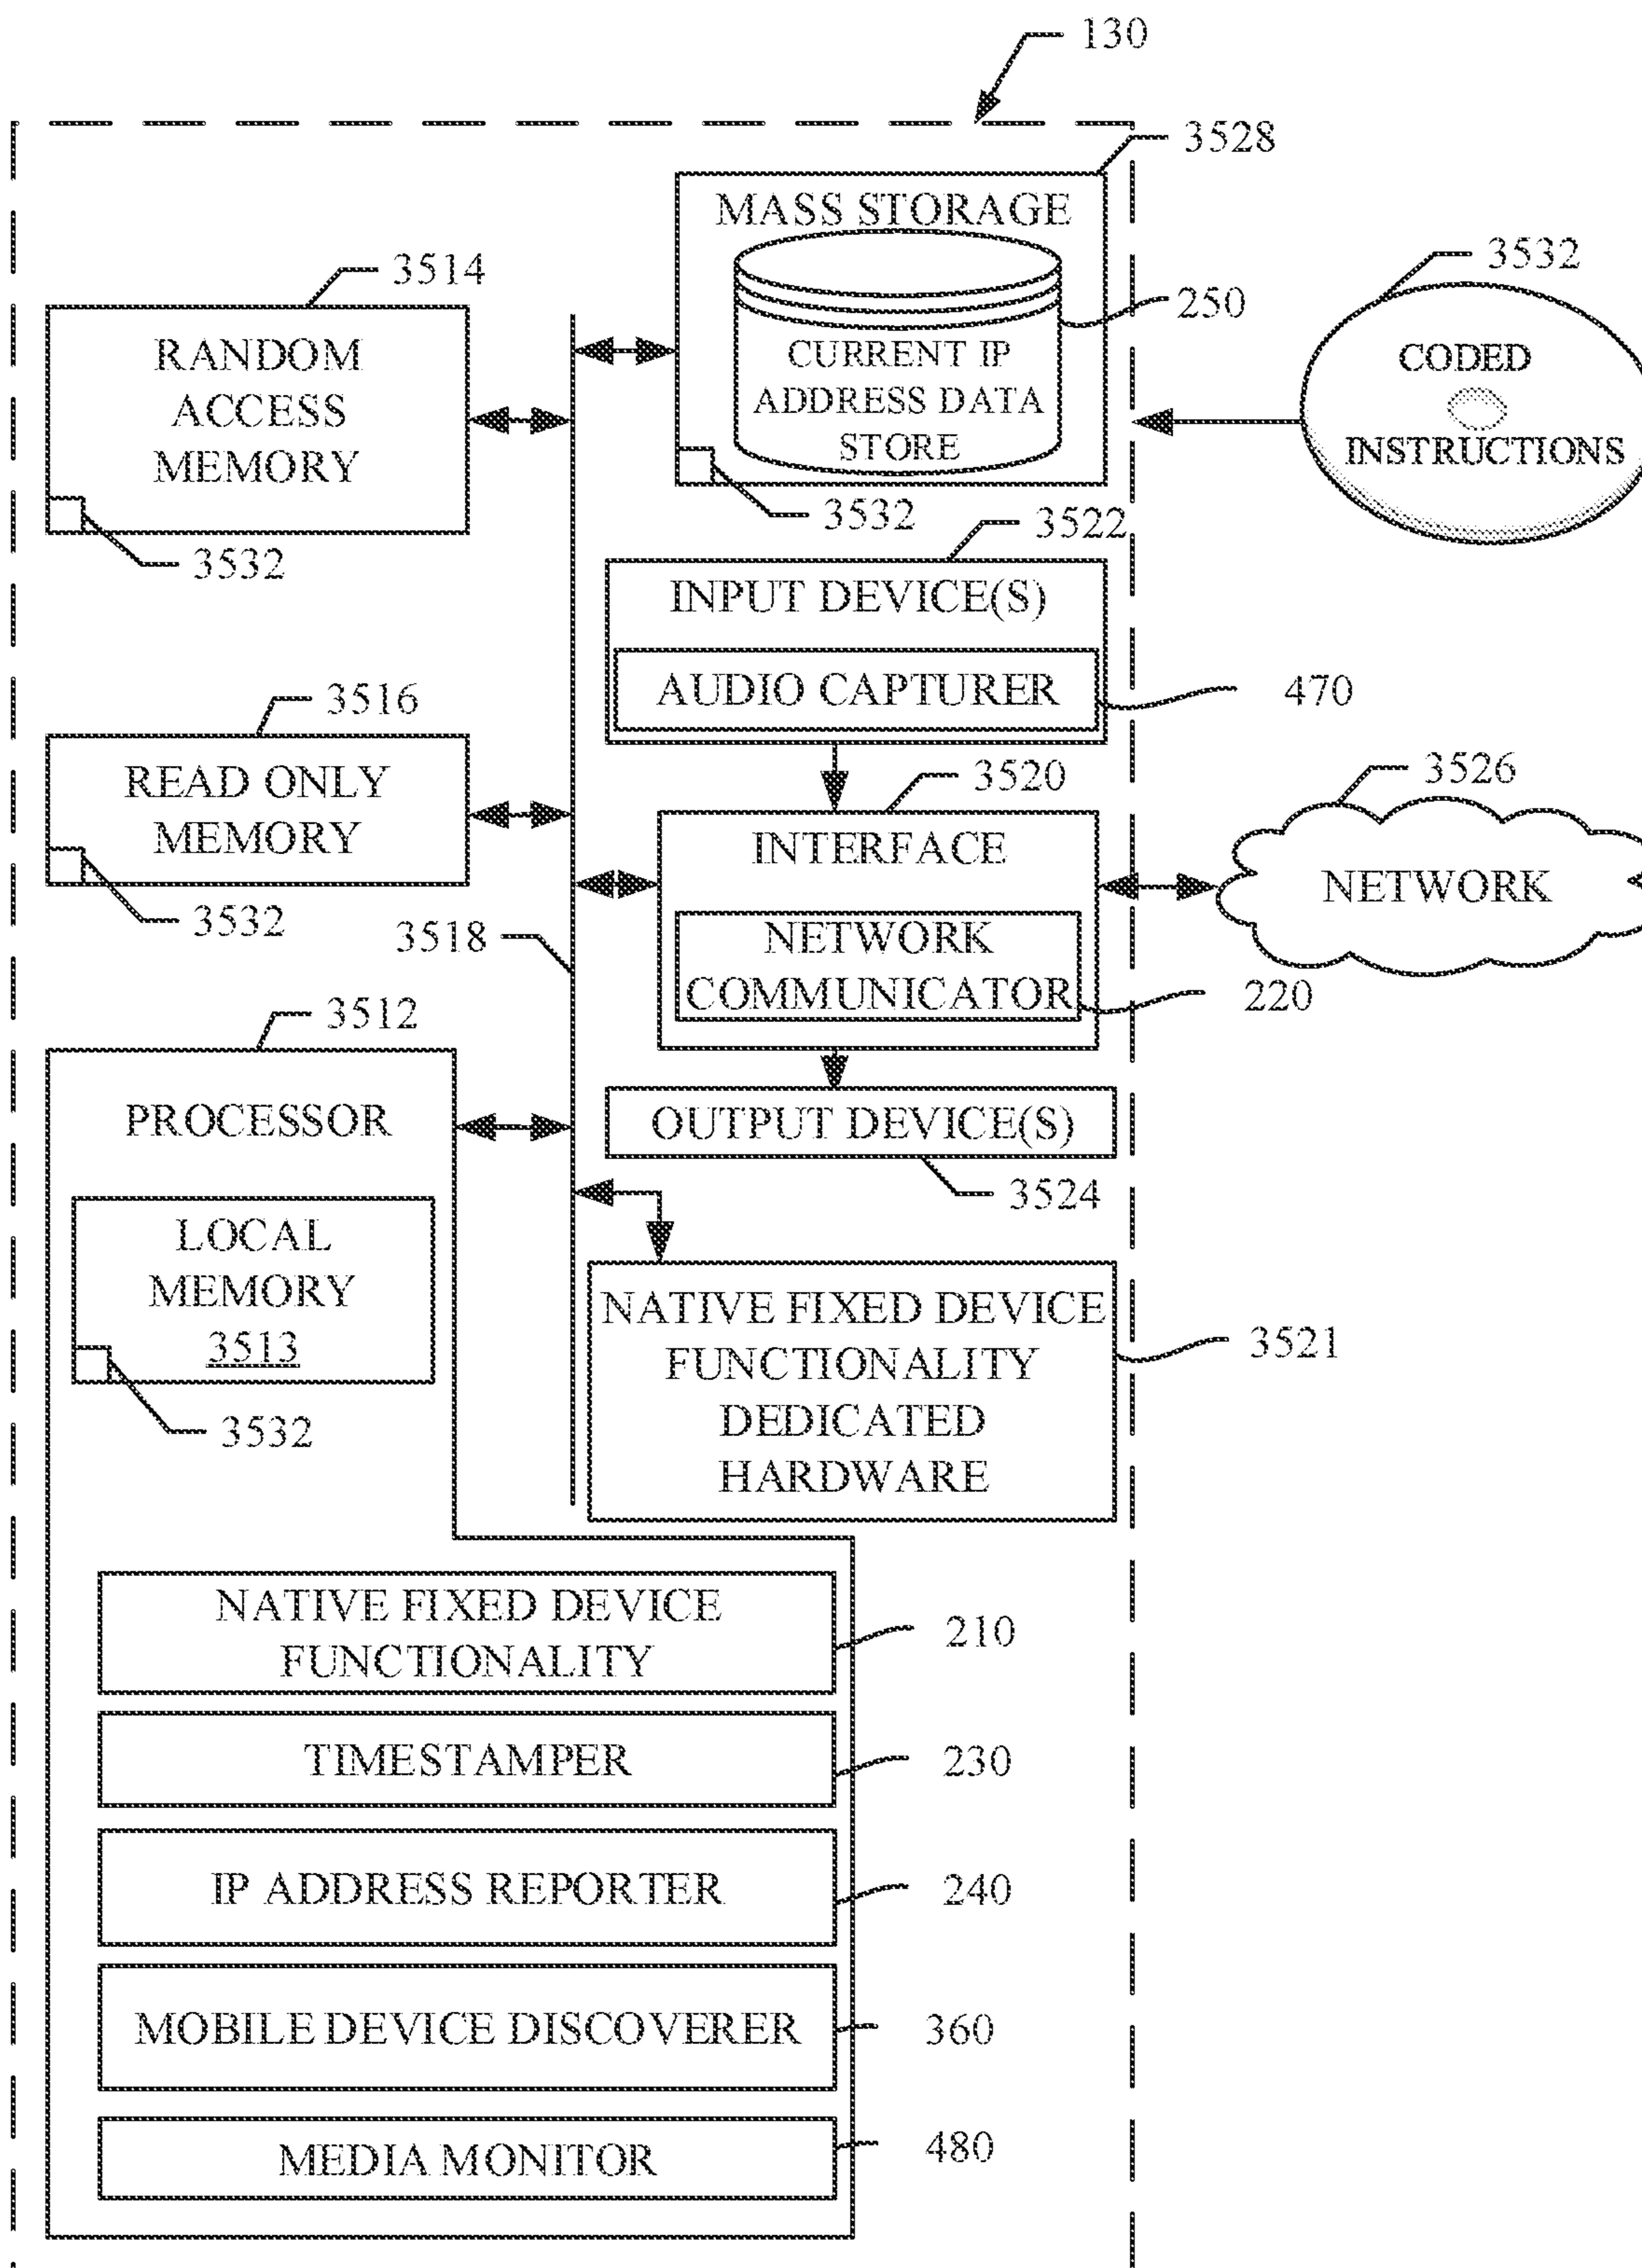 130
3528
MASS STORAGE
250
CURRENT IP
ADDRESS DATA
STORE
3532
3514
RANDOM
ACCESS
MEMORY
3532
3532
CODED
INSTRUCTIONS
3522
INPUT DEVICE(S)
AUDIO CAPTURER
470
3516
READ ONLY
MEMORY
3532
3520
INTERFACE
NETWORK
COMMUNICATOR
220
3526
NETWORK
3518
3512
PROCESSOR
LOCAL
MEMORY
3513
3532
OUTPUT DEVICE(S)
3524
NATIVE FIXED DEVICE
FUNCTIONALITY
DEDICATED
HARDWARE
3521
NATIVE FIXED DEVICE
FUNCTIONALITY
210
TIMESTAMPER
230
IP ADDRESS REPORTER
240
MOBILE DEVICE DISCOVERER
360
MEDIA MONITOR
480